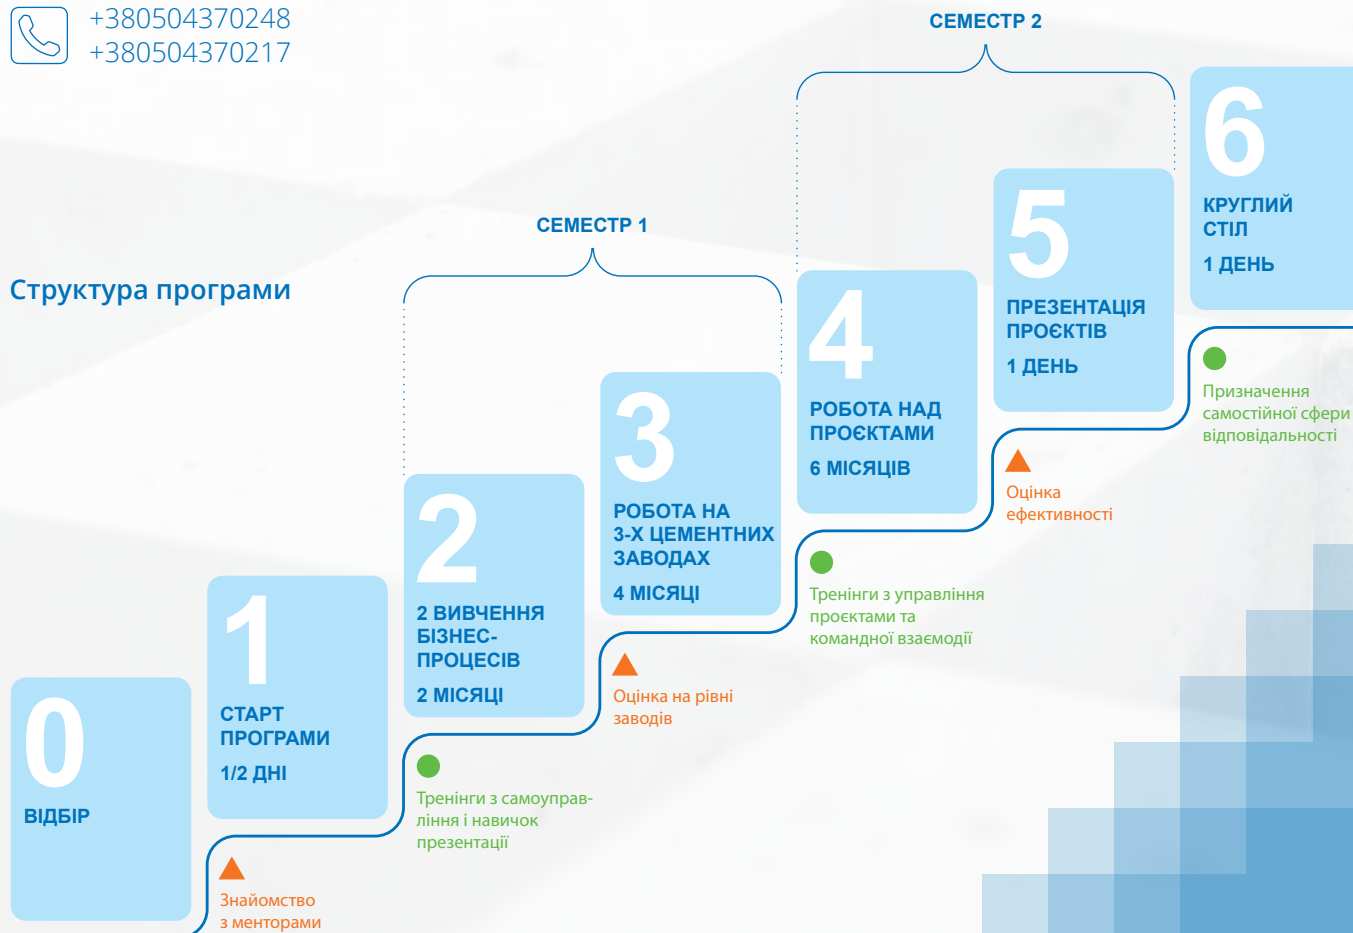 +380504370248
+380504370217
Структура програми
СЕМЕСТР 1
СЕМЕСТР 2
0
ВІДБІР
1
СТАРТ
ПРОГРАМИ
1/2 ДНІ
Знайомство
з менторами
2
2 ВИВЧЕННЯ
БІЗНЕС-
ПРОЦЕСІВ
2 МІСЯЦІ
Тренінги з самоуправ-
ління і навичок
презентації
3
РОБОТА НА
3-Х ЦЕМЕНТНИХ
ЗАВОДАХ
4 МІСЯЦІ
Оцінка на рівні
заводів
4
РОБОТА НАД
ПРОЄКТАМИ
6 МІСЯЦІВ
Тренінги з управління
проєктами та
командної взаємодії
5
ПРЕЗЕНТАЦІЯ
ПРОЄКТІВ
1 ДЕНЬ
Оцінка
ефективності
6
КРУГЛИЙ
СТІЛ
1 ДЕНЬ
Призначення
самостійної сфери
відповідальності